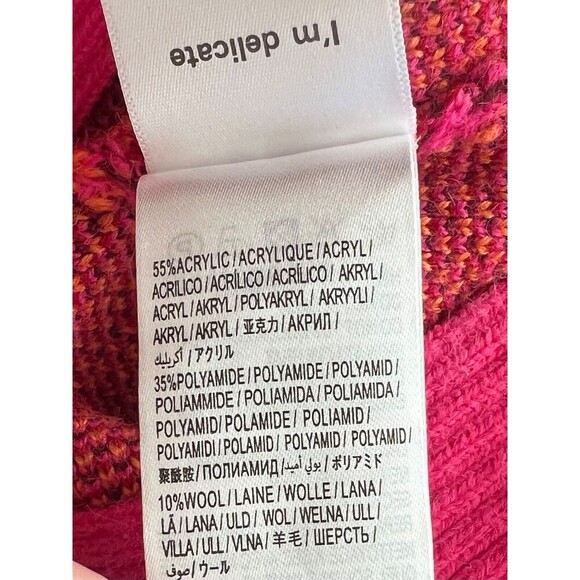 I'm delicate
55%ACRYLIC / ACRYLIQUE / ACRYL /
ACRILICO / ACRÍLICO / ACRÍLICO / AKRYL /
ACRYL / AKRYL / POLYAKRYL / AKRYYLI /
AKRYL / AKRYL / 亚克力 / АКРИЛ /
أكريليك / アクリル
35%POLYAMIDE / POLYAMIDE / POLYAMID /
POLIAMMIDE / POLIAMIDA / POLIAMIDA /
POLYAMID / POLAMIDE / POLIAMID /
POLYAMIDI / POLAMID / POLYAMID / POLYAMID /
聚酰胺 / ПОЛИАМИД / بولي أميد / ポリアミド
10%WOOL / LAINE / WOLLE / LANA /
LÃ / LANA / ULD / WOL / WELNA / ULL /
VILLA / ULL / VLNA / 羊毛 / ШЕРСТЬ /
صوف / ウール